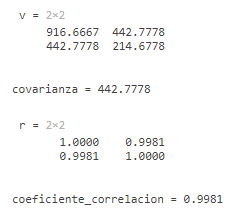 v = 2×2
916.6667 442.7778
442.7778 214.6778
covarianza = 442.7778
r = 2×2
1.0000 0.9981
0.9981 1.0000
coeficiente_correlacion = 0.9981